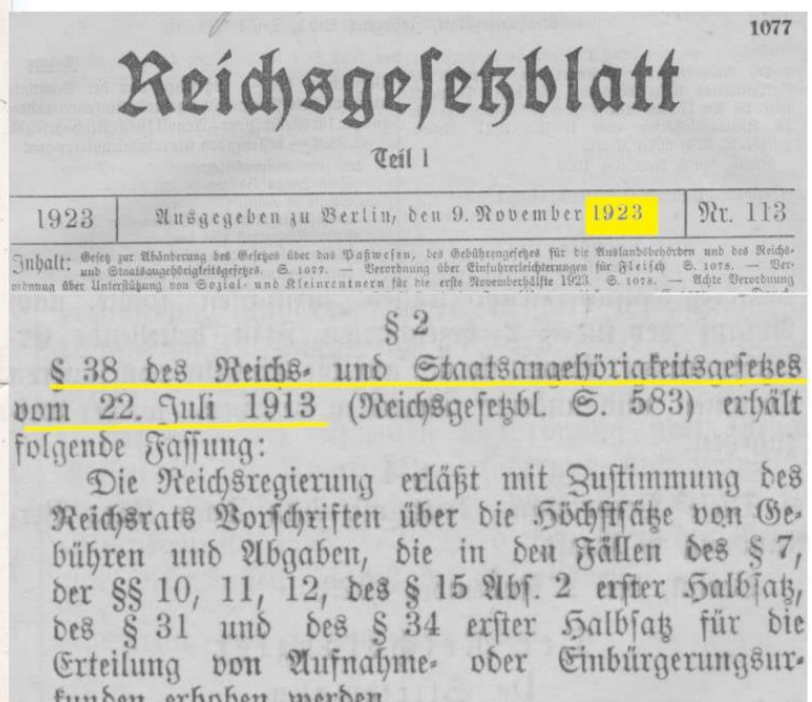 1077
Reichsgesetzblatt
Teil I
1923 Ausgegeben zu Berlin, den 9. November 1923 Nr. 113
Inhalt: Gesetz zur Abänderung des Gesetzes über das Paßwesen, des Gebührengesetzes für die Auslandsbehörden und des Reichs-
und Staatsangehörigkeitsgesetzes. S. 1077. — Verordnung über Einfuhrerleichterungen für Fleisch S. 1078. — Ver-
ordnung über Unterstützung von Sozial- und Kleinrentnern für die erste Novemberhälfte 1923. S. 1078. — Achte Verordnung
§ 2
§ 38 des Reichs- und Staatsangehörigkeitsgesetzes
vom 22. Juli 1913 (Reichsgesetzbl. S. 583) erhält
folgende Fassung:
Die Reichsregierung erläßt mit Zustimmung des
Reichsrats Vorschriften über die Höchstsätze von Ge-
bühren und Abgaben, die in den Fällen des § 7,
der §§ 10, 11, 12, des § 15 Abs. 2 erster Halbsatz,
des § 31 und des § 34 erster Halbsatz für die
Erteilung von Aufnahme- oder Einbürgerungsur-
kunden erhoben werden